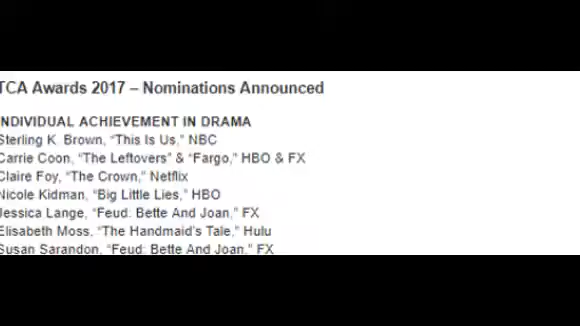 TCA Awards 2017 – Nominations Announced
INDIVIDUAL ACHIEVEMENT IN DRAMA
Sterling K. Brown, “This Is Us,” NBC
Carrie Coon, “The Leftovers” & “Fargo,” HBO & FX
Claire Foy, “The Crown,” Netflix
Nicole Kidman, “Big Little Lies,” HBO
Jessica Lange, “Feud: Bette And Joan,” FX
Elisabeth Moss, “The Handmaid’s Tale,” Hulu
Susan Sarandon, “Feud: Bette And Joan,” FX